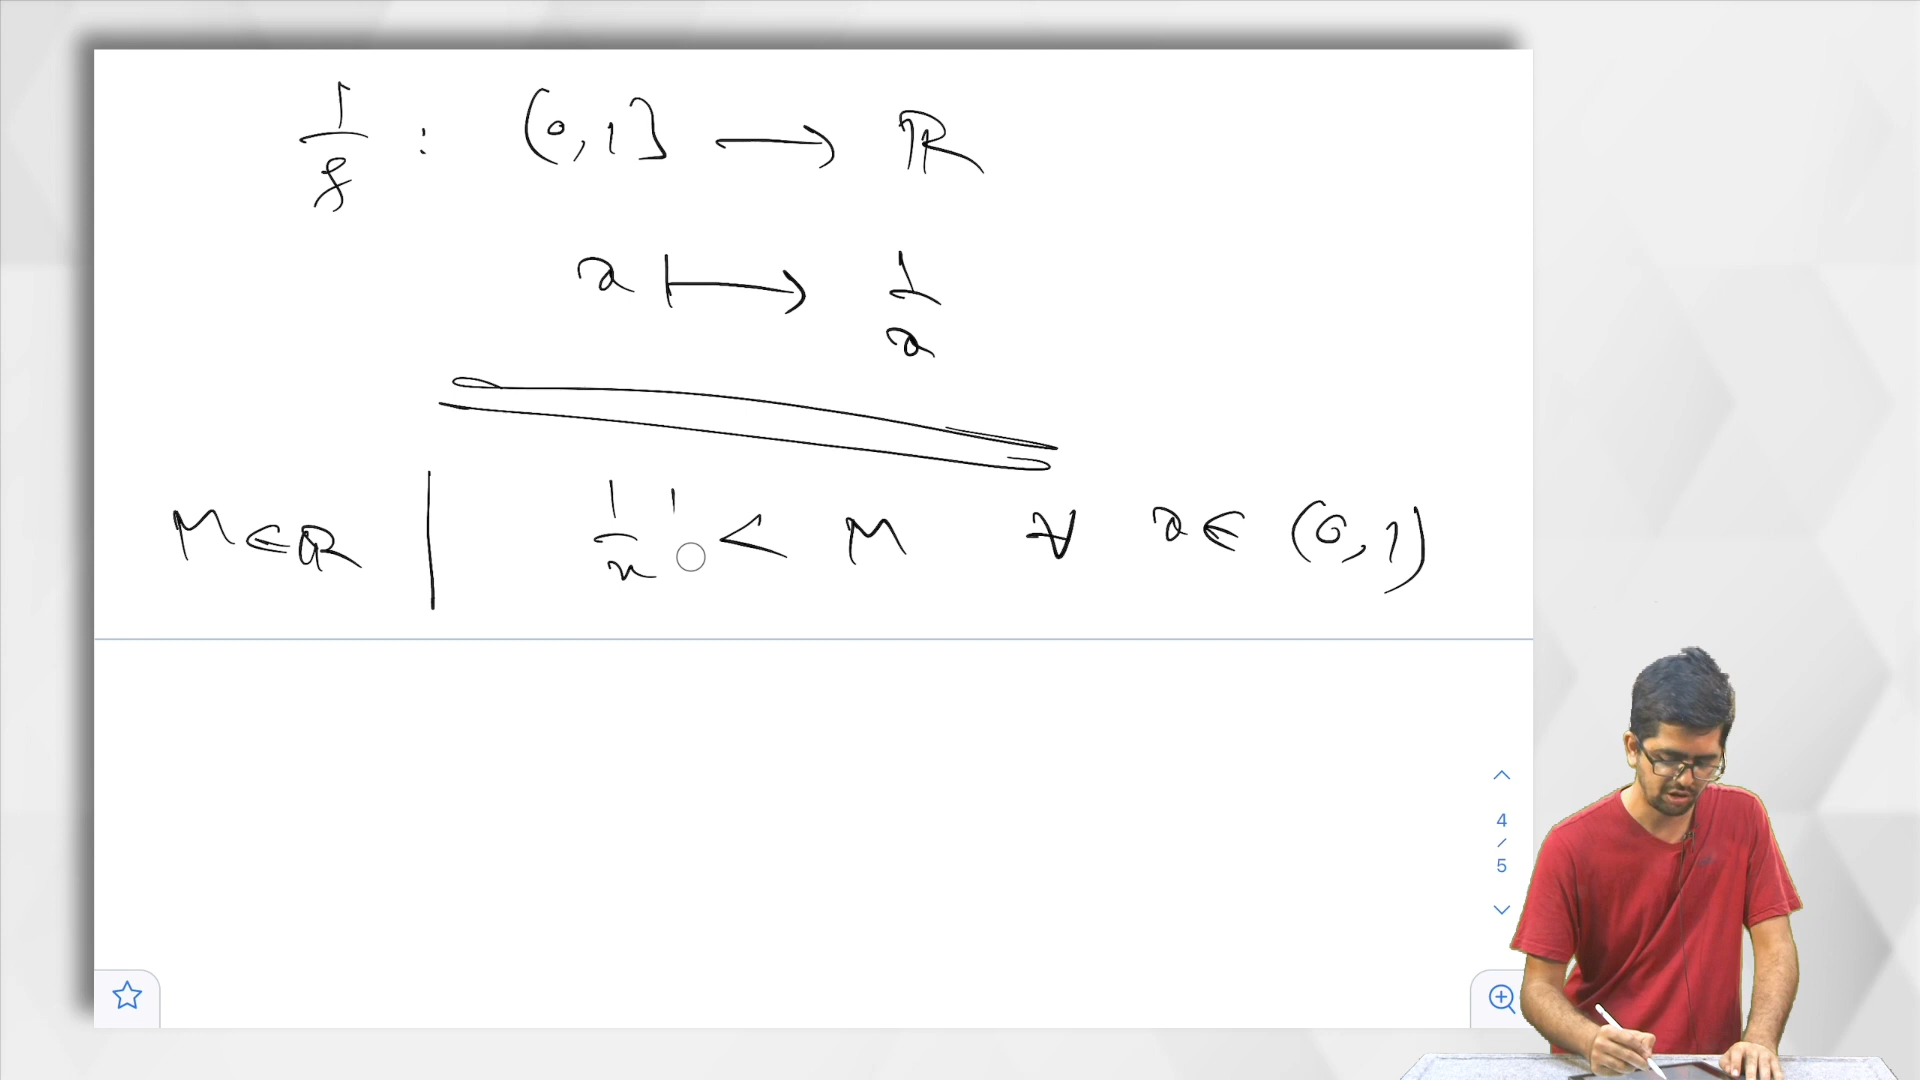 1/f : (0, 1] ⟶ ℝ
x ⟼ 1/x
M ∈ ℝ | 1/x < M ∀ x ∈ (0, 1)
4
/
5